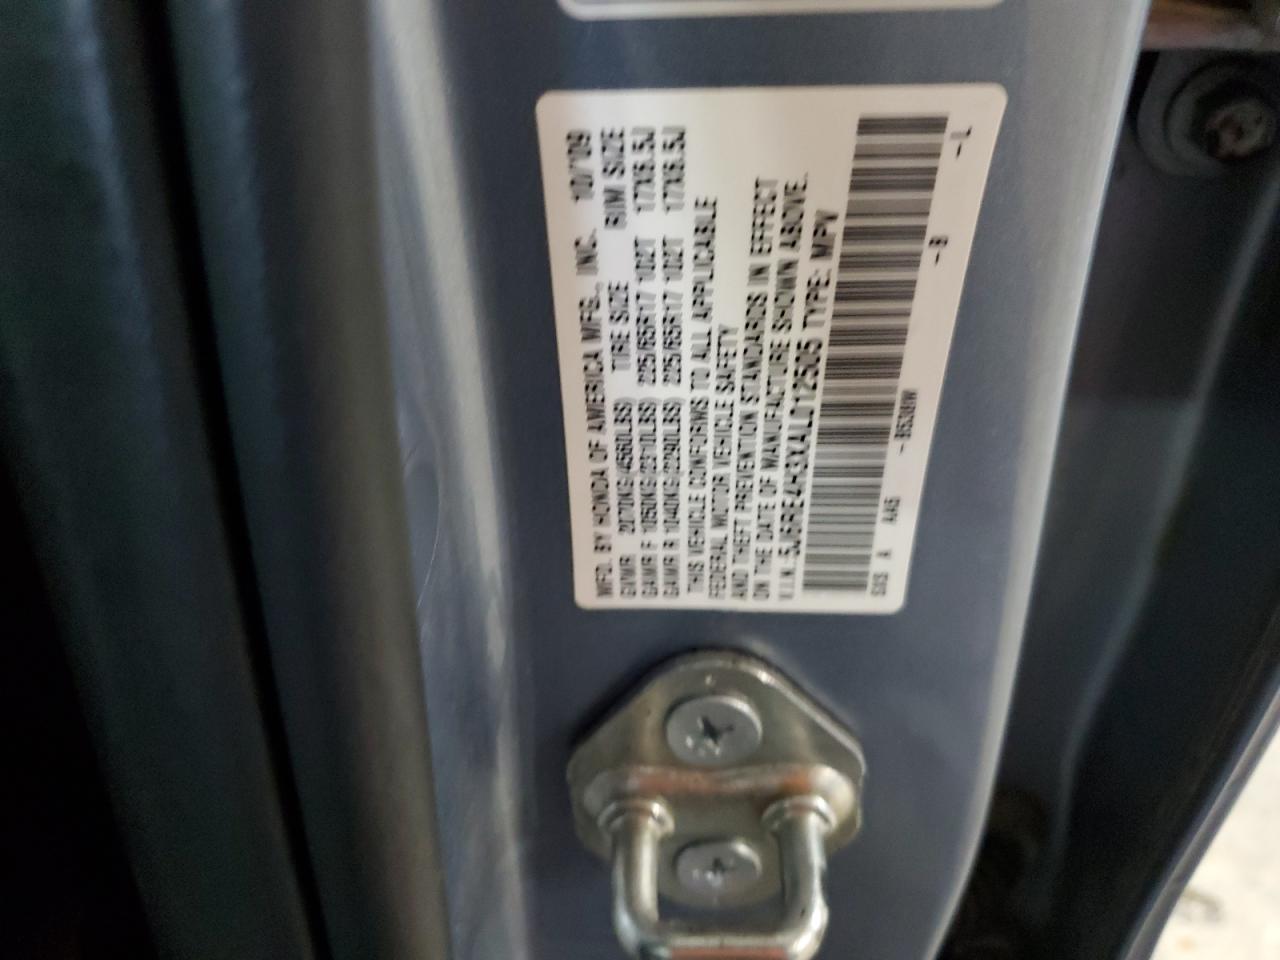 MFD. BY HONDA OF AMERICA MFG., INC. 10/'09
GVWR 2070KG(4560LBS) TIRE SIZE RIM SIZE
GAWR F 1050KG(2310LBS) 225/65R17 102T 17X6.5J
GAWR R 1040KG(2290LBS) 225/65R17 102T 17X6.5J
THIS VEHICLE CONFORMS TO ALL APPLICABLE
FEDERAL MOTOR VEHICLE SAFETY
AND THEFT PREVENTION STANDARDS IN EFFECT
ON THE DATE OF MANUFACTURE SHOWN ABOVE.
V.I.N.: 5J6RE4H3XAL012505 TYPE: MPV
SXS A AA5 -B -L